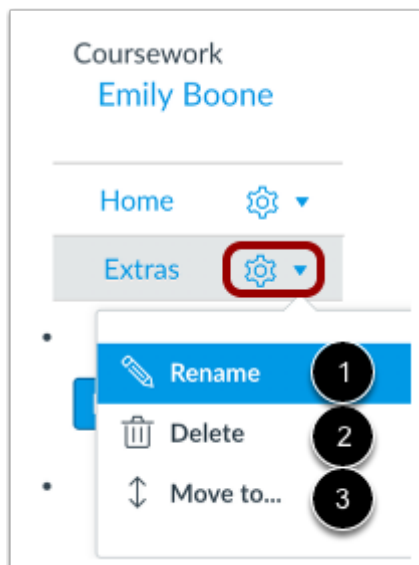 Coursework
Emily Boone
Home
Extras
Rename 1
Delete 2
Move to... 3